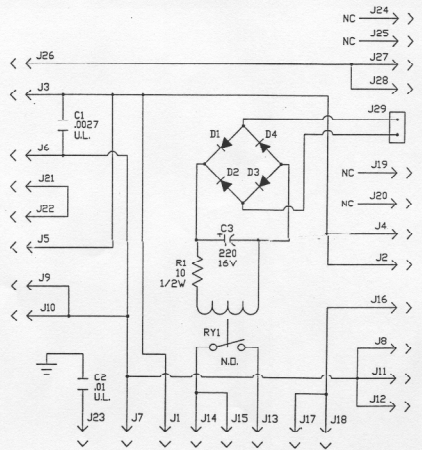 J24
NC
J25
NC
J26
J27
J28
J3
J29
C1
.0027
U.L.
D1
D4
J6
D2
D3
J19
NC
J21
J20
NC
J22
J4
C3
J5
+
220
16V
J2
R1
10
1/2W
J9
J16
J10
RY1
N.O.
J8
C2
.01
U.L.
J11
J12
J23
J7
J1
J14
J15
J13
J17
J18